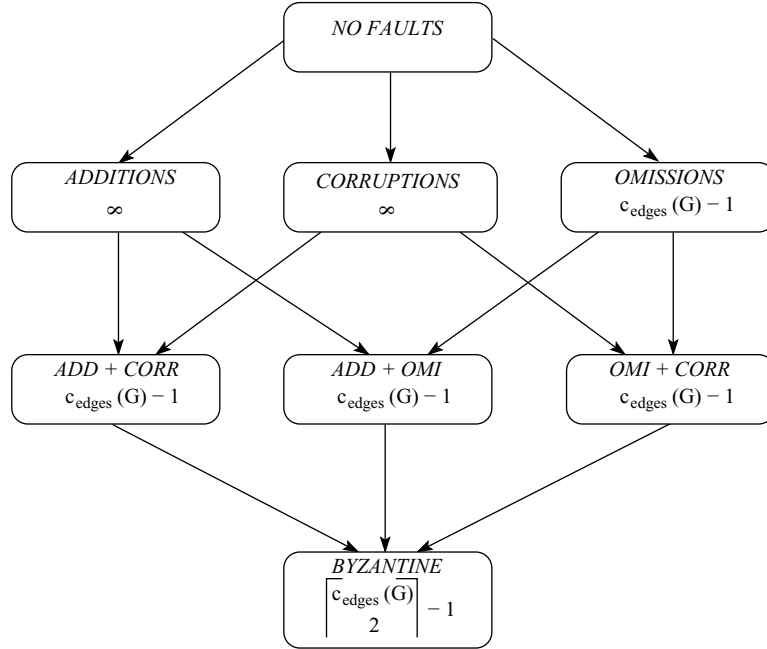 NO FAULTS
ADDITIONS
∞
CORRUPTIONS
∞
OMISSIONS
c_edges (G) − 1
ADD + CORR
c_edges (G) − 1
ADD + OMI
c_edges (G) − 1
OMI + CORR
c_edges (G) − 1
BYZANTINE
⌈c_edges (G)
2⌉ − 1